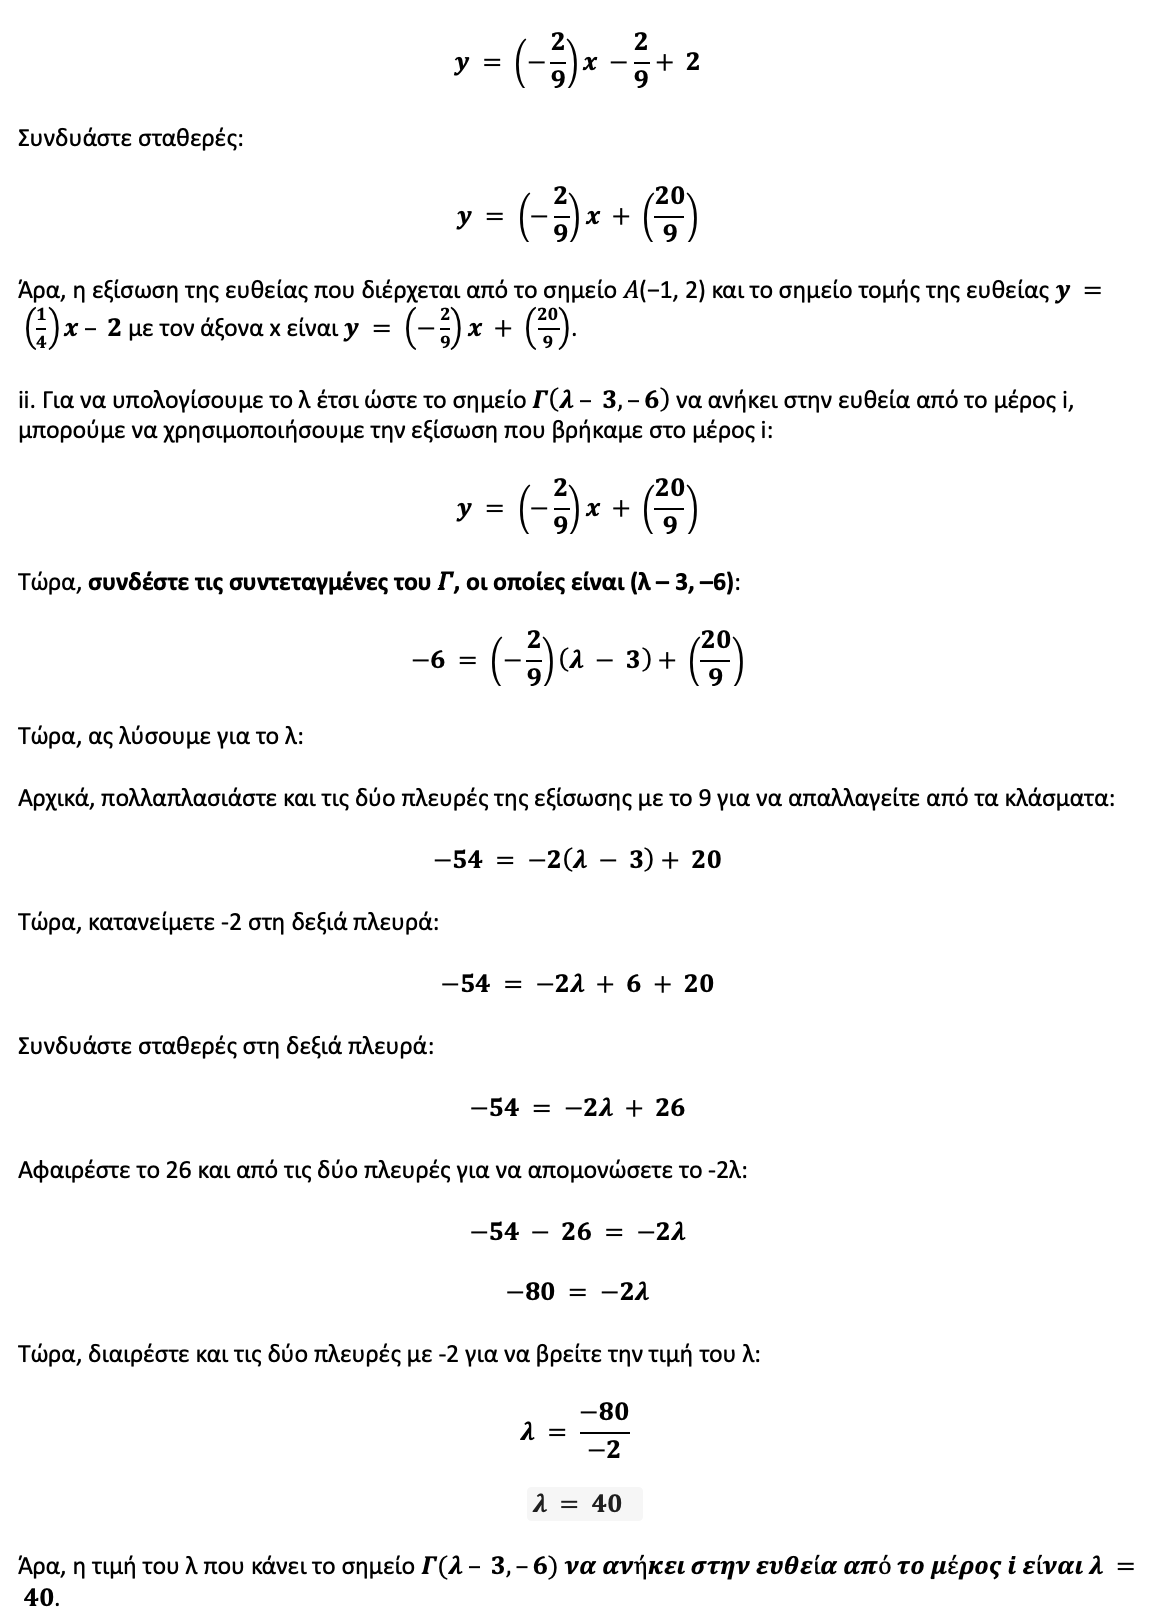 y = (−2/9)x − 2/9 + 2
Συνδυάστε σταθερές:
y = (−2/9)x + (20/9)
Άρα, η εξίσωση της ευθείας που διέρχεται από το σημείο A(−1, 2) και το σημείο τομής της ευθείας y =
(1/4)x – 2 με τον άξονα x είναι y = (−2/9)x + (20/9).
ii. Για να υπολογίσουμε το λ έτσι ώστε το σημείο Γ(λ – 3, – 6) να ανήκει στην ευθεία από το μέρος i,
μπορούμε να χρησιμοποιήσουμε την εξίσωση που βρήκαμε στο μέρος i:
y = (−2/9)x + (20/9)
Τώρα, συνδέστε τις συντεταγμένες του Γ, οι οποίες είναι (λ – 3, –6):
−6 = (−2/9)(λ − 3) + (20/9)
Τώρα, ας λύσουμε για το λ:
Αρχικά, πολλαπλασιάστε και τις δύο πλευρές της εξίσωσης με το 9 για να απαλλαγείτε από τα κλάσματα:
−54 = −2(λ − 3) + 20
Τώρα, κατανείμετε -2 στη δεξιά πλευρά:
−54 = −2λ + 6 + 20
Συνδυάστε σταθερές στη δεξιά πλευρά:
−54 = −2λ + 26
Αφαιρέστε το 26 και από τις δύο πλευρές για να απομονώσετε το -2λ:
−54 − 26 = −2λ
−80 = −2λ
Τώρα, διαιρέστε και τις δύο πλευρές με -2 για να βρείτε την τιμή του λ:
λ = −80/−2
λ = 40
Άρα, η τιμή του λ που κάνει το σημείο Γ(λ – 3, – 6) να ανήκει στην ευθεία από το μέρος i είναι λ =
40.